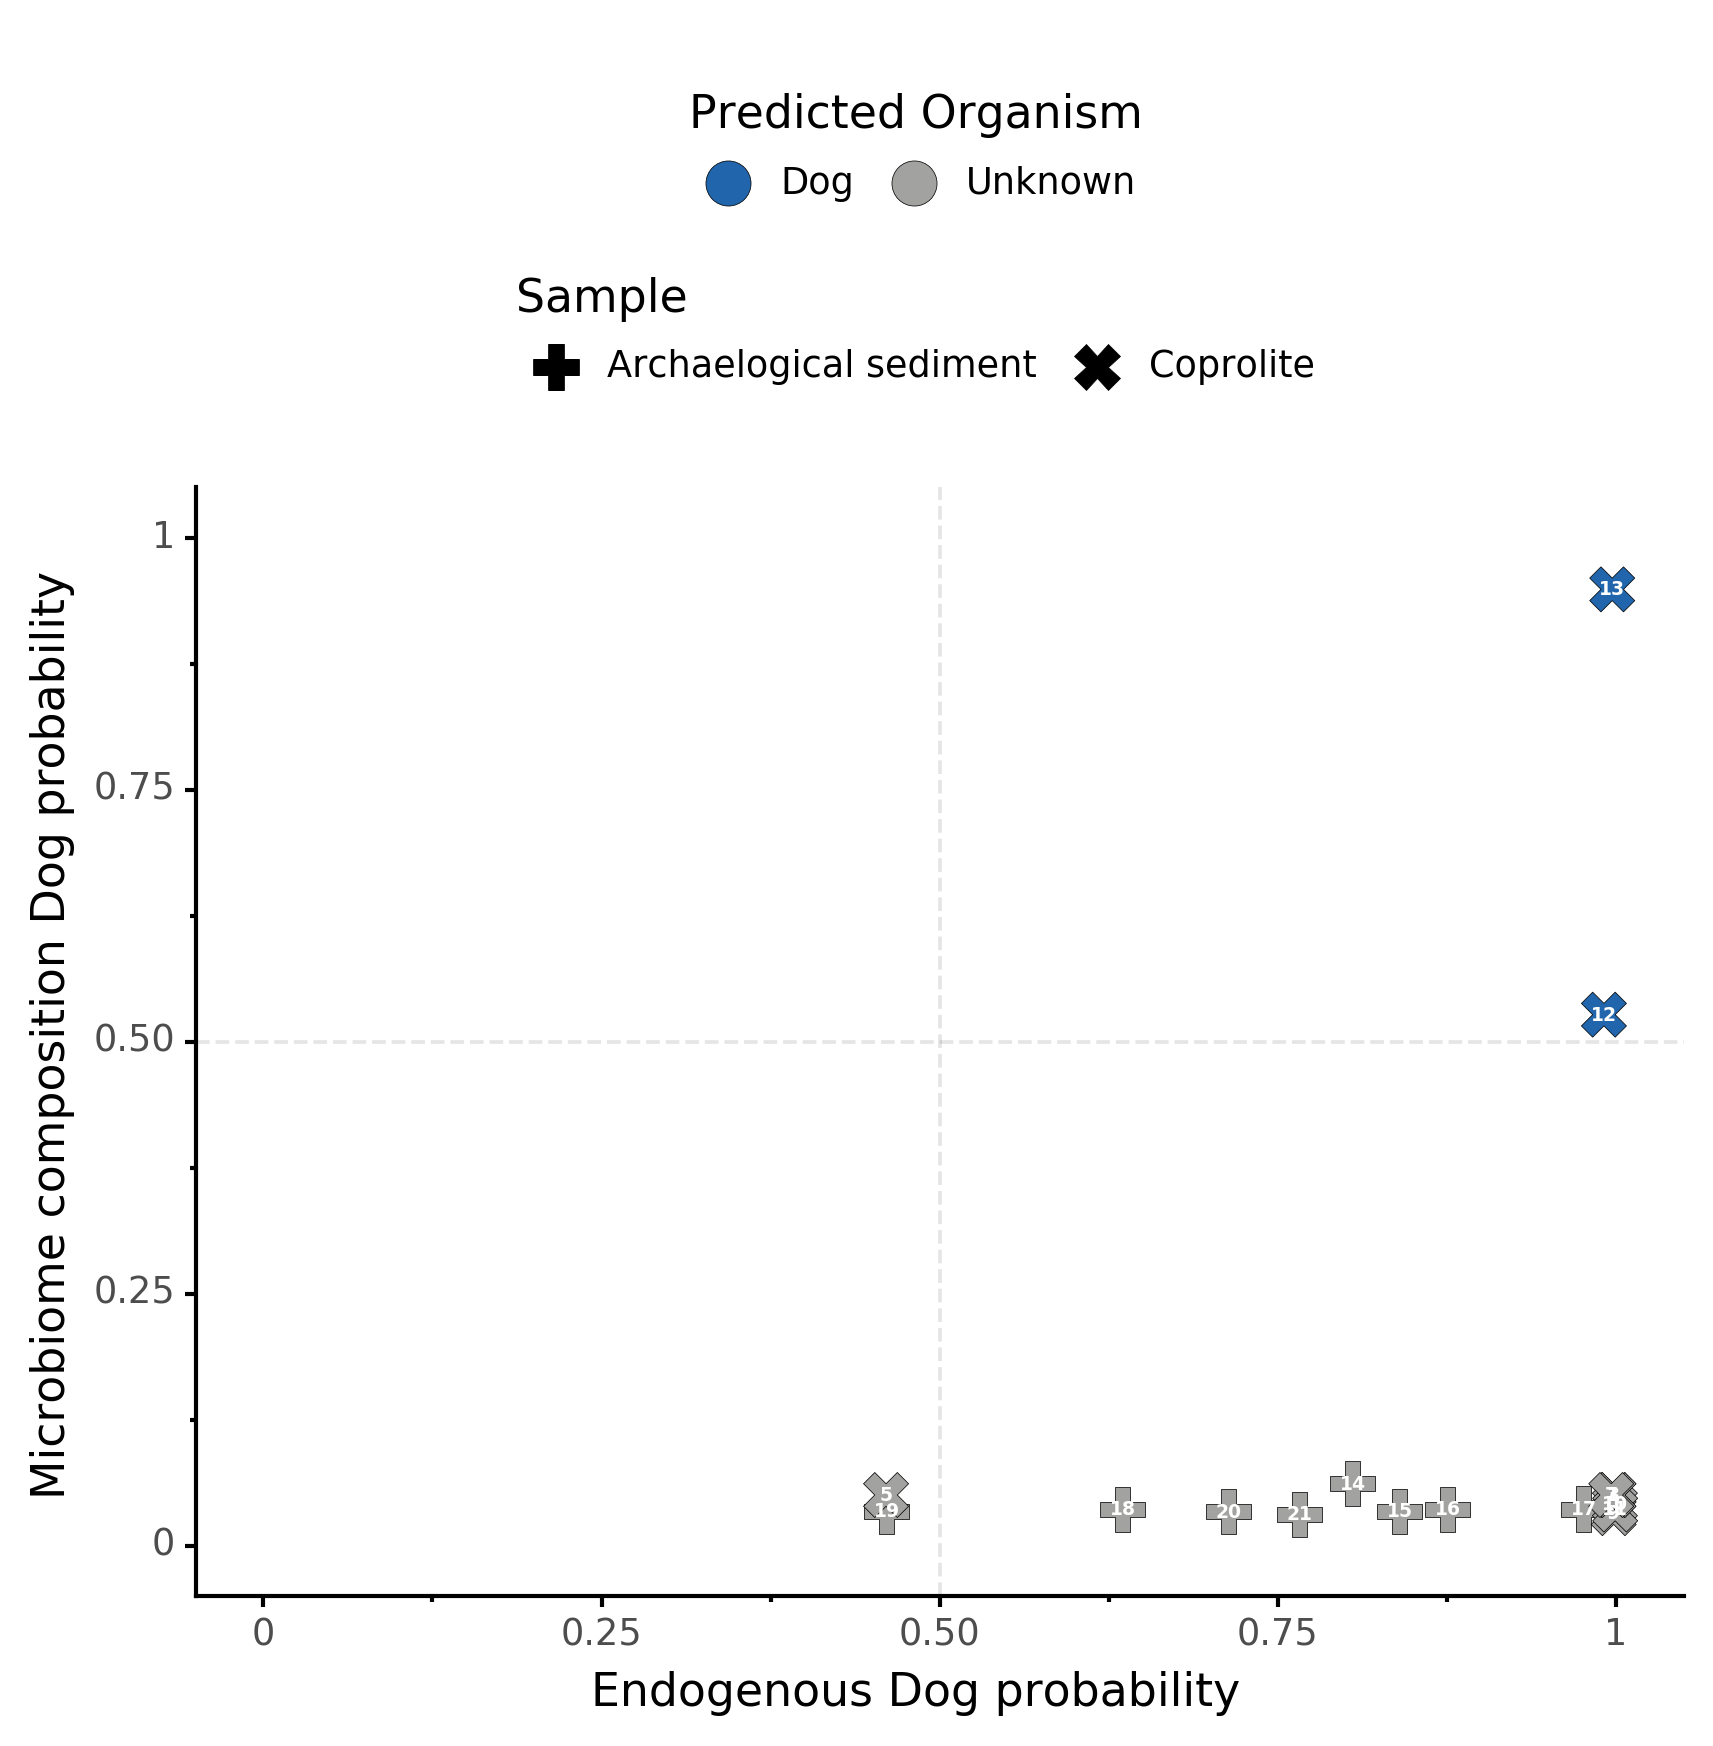 Predicted Organism
Dog Unknown
Sample
Archaelogical sediment Coprolite
Microbiome composition Dog probability
1
13
0.75
12
0.50
0.25
5
19
18
20
21
14
15
16
17
0
0 0.25 0.50 0.75 1
Endogenous Dog probability